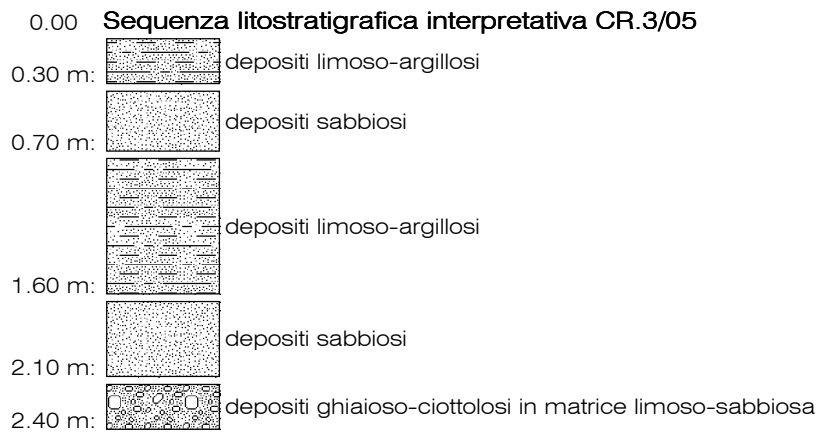 0.00 Sequenza litostratigrafica interpretativa CR.3/05
depositi limoso-argillosi
0.30 m:
depositi sabbiosi
0.70 m:
depositi limoso-argillosi
1.60 m:
depositi sabbiosi
2.10 m:
depositi ghiaioso-ciottolosi in matrice limoso-sabbiosa
2.40 m: